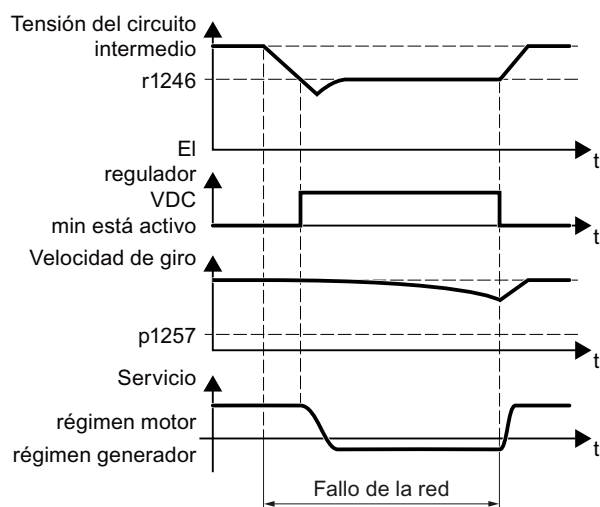 Tensión del circuito
intermedio
r1246
t
El
regulador
VDC
min está activo
t
Velocidad de giro
p1257
t
Servicio
régimen motor
régimen generador
t
Fallo de la red